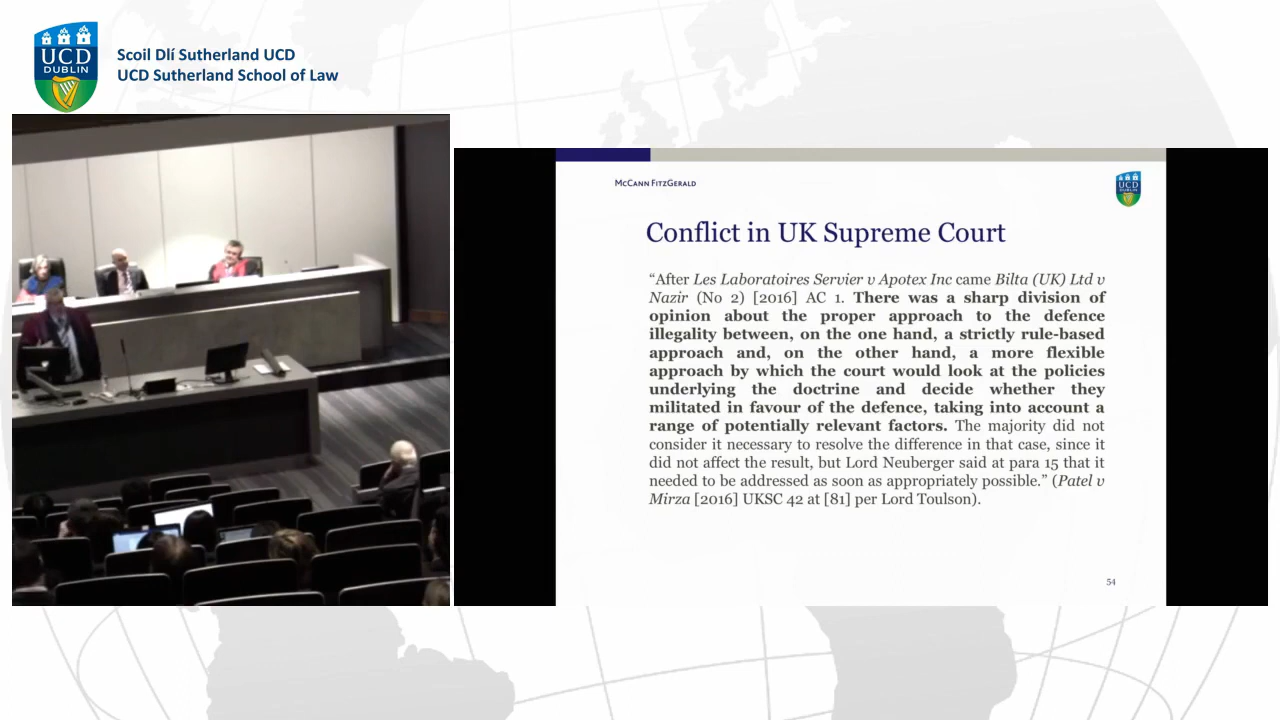 UCD
DUBLIN
Scoil Dlí Sutherland UCD
UCD Sutherland School of Law
McCann FitzGerald
UCD
DUBLIN
Conflict in UK Supreme Court
“After Les Laboratoires Servier v Apotex Inc came Bilta (UK) Ltd v
Nazir (No 2) [2016] AC 1. There was a sharp division of
opinion about the proper approach to the defence
illegality between, on the one hand, a strictly rule-based
approach and, on the other hand, a more flexible
approach by which the court would look at the policies
underlying the doctrine and decide whether they
militated in favour of the defence, taking into account a
range of potentially relevant factors. The majority did not
consider it necessary to resolve the difference in that case, since it
did not affect the result, but Lord Neuberger said at para 15 that it
needed to be addressed as soon as appropriately possible.” (Patel v
Mirza [2016] UKSC 42 at [81] per Lord Toulson).
54